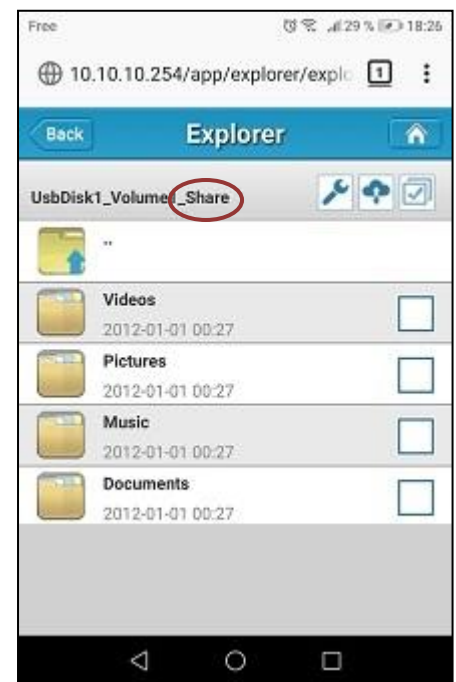 Free 29 % 18:26
10.10.10.254/app/explorer/explo 1
Back Explorer
UsbDisk1_Volume1_Share
..
Videos
2012-01-01 00:27
Pictures
2012-01-01 00:27
Music
2012-01-01 00:27
Documents
2012-01-01 00:27